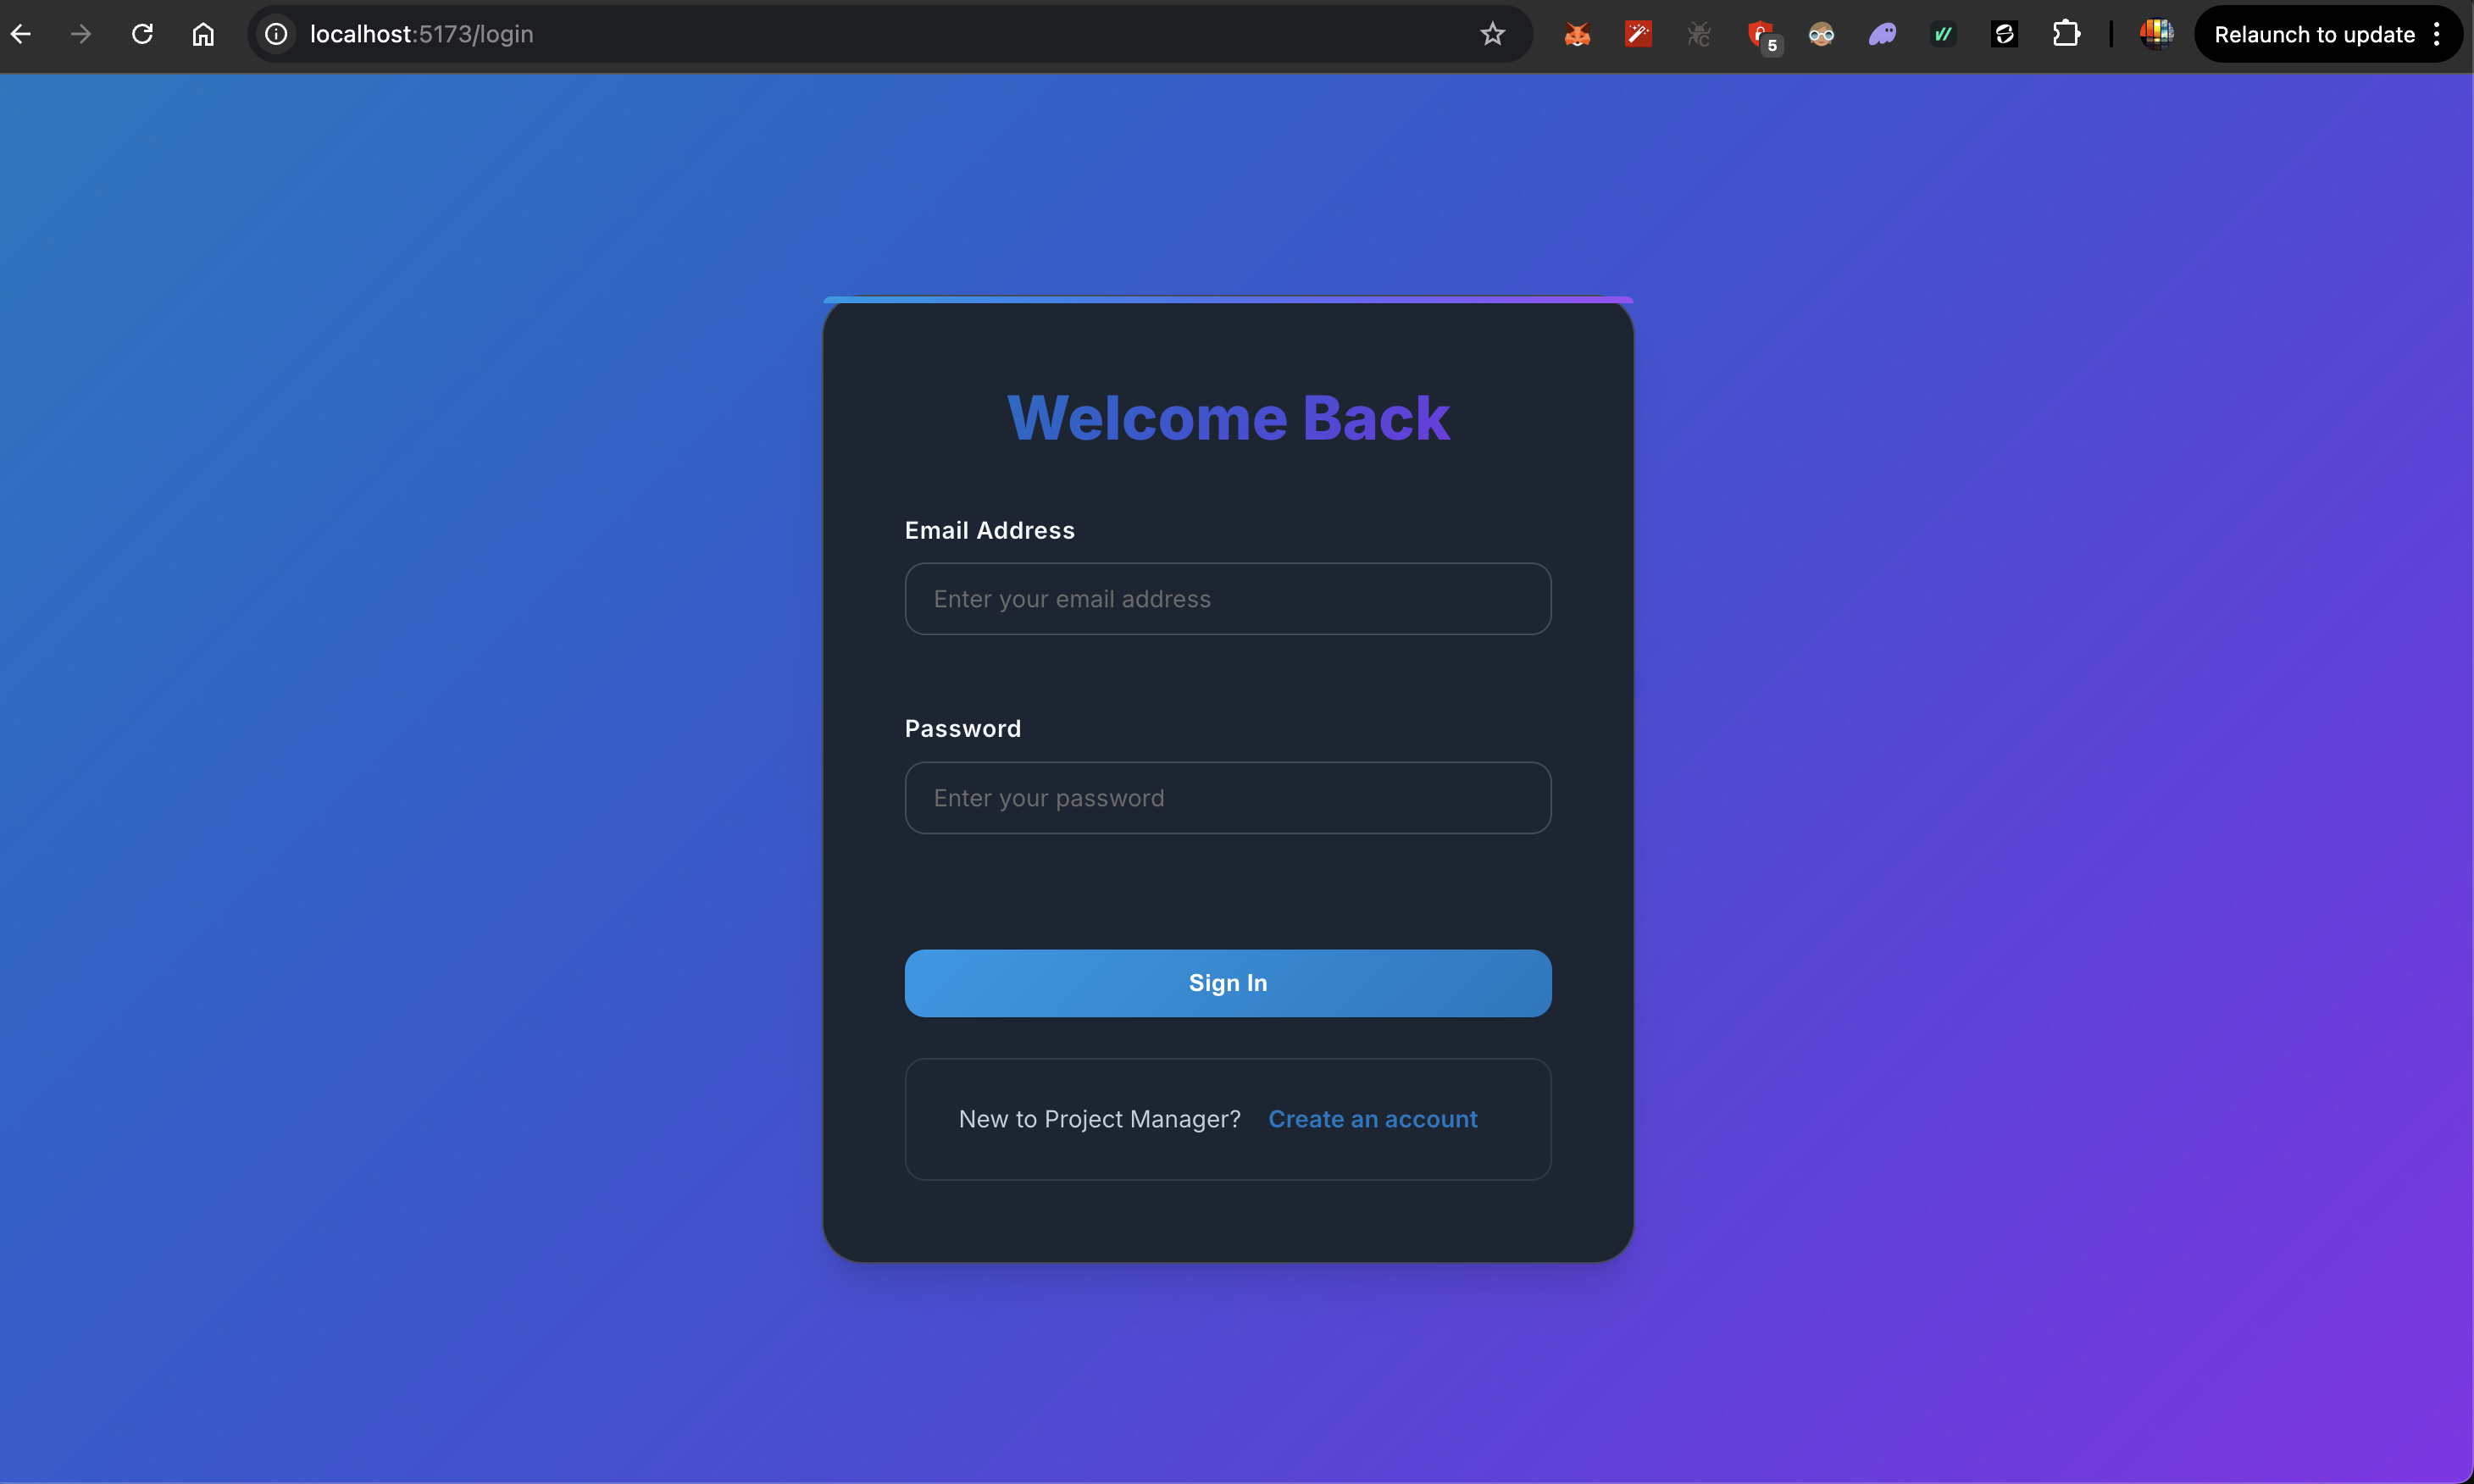 localhost:5173/login
5
Relaunch to update
Welcome Back
Email Address
Enter your email address
Password
Enter your password
Sign In
New to Project Manager? Create an account